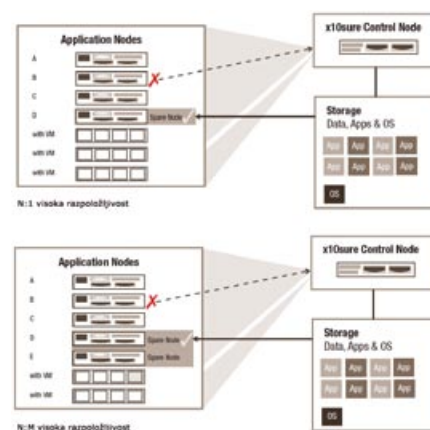 Application Nodes
x10sure Control Node
A
B
C
D
Spare Node
with VM
with VM
with VM
Storage
Data, Apps & OS
App App App App
App App App App
OS
N:1 visoka razpoložljivost
Application Nodes
x10sure Control Node
A
B
C
D
Spare Node
E
Spare Node
with VM
with VM
Storage
Data, Apps & OS
App App App App
App App App App
OS
N:M visoka razpoložljivost